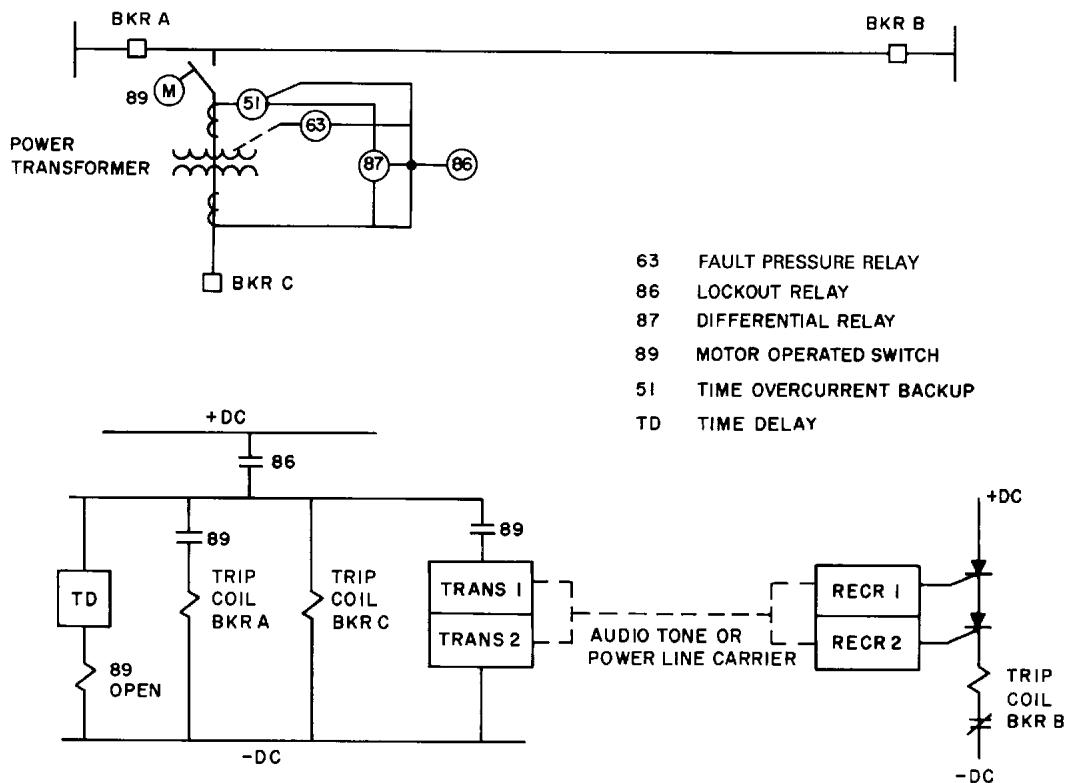 BKR A
BKR B
89
M
51
63
POWER
TRANSFORMER
87
86
BKR C
63 FAULT PRESSURE RELAY
86 LOCKOUT RELAY
87 DIFFERENTIAL RELAY
89 MOTOR OPERATED SWITCH
51 TIME OVERCURRENT BACKUP
TD TIME DELAY
+DC
86
89
89
TD
TRIP
COIL
BKR A
TRIP
COIL
BKR C
TRANS 1
TRANS 2
89
OPEN
-DC
AUDIO TONE OR
POWER LINE CARRIER
RECR 1
RECR 2
+DC
TRIP
COIL
BKR B
-DC